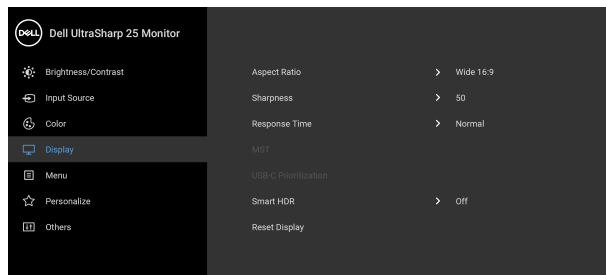 DELL Dell UltraSharp 25 Monitor
Brightness/Contrast
Input Source
Color
Display
Menu
Personalize
Others
Aspect Ratio > Wide 16:9
Sharpness > 50
Response Time > Normal
MST
USB-C Prioritization
Smart HDR > Off
Reset Display